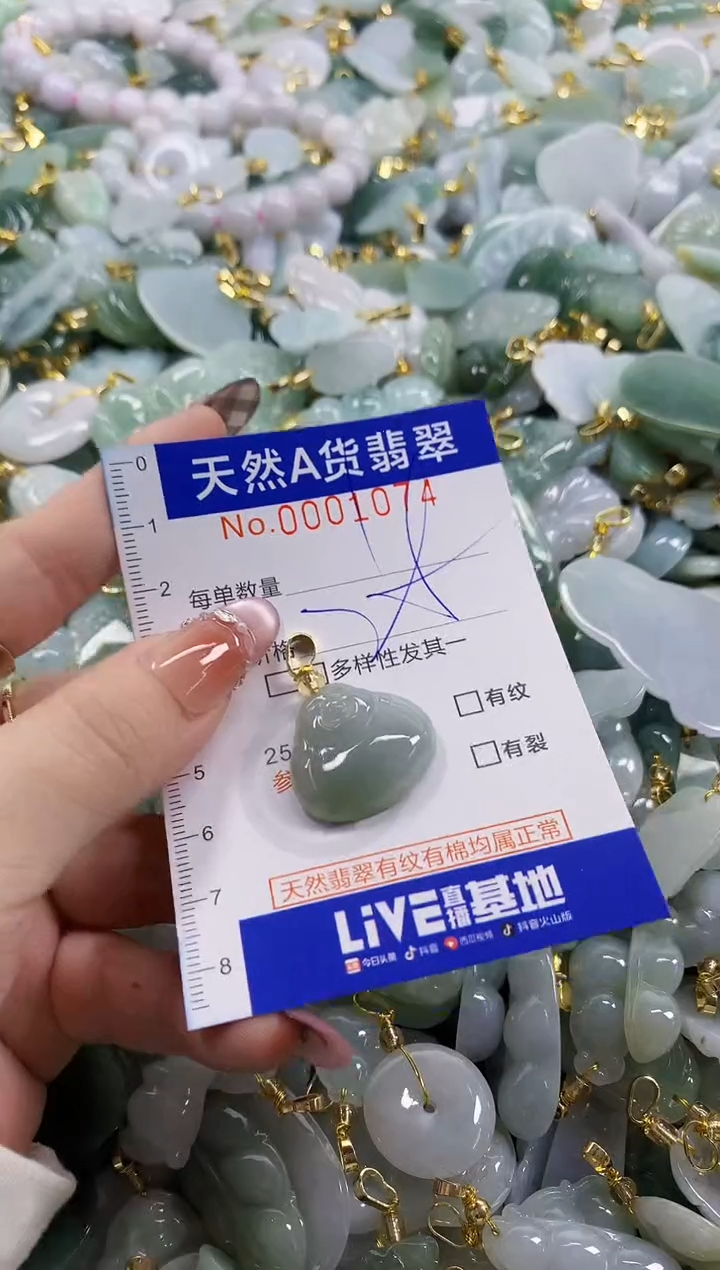 天然A货翡翠
0
No.0001074
1
2
每单数量
价格
多样性发其一
有纹
有裂
25
5
6
天然翡翠有纹有棉均属正常
7
LiVE直播基地
8
今日头条 抖音 西瓜视频 抖音火山版